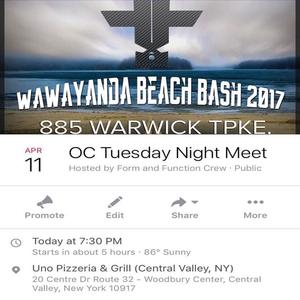 WAWAYANDA BEACH BASH 2017
885 WARWICK TPKE.
APR
11
OC Tuesday Night Meet
Hosted by Form and Function Crew · Public
Promote
Edit
Share
More
Today at 7:30 PM
Starts in about 5 hours · 86° Sunny
Uno Pizzeria & Grill (Central Valley, NY)
20 Centre Dr Route 32 - Woodbury Center, Central
Valley, New York 10917